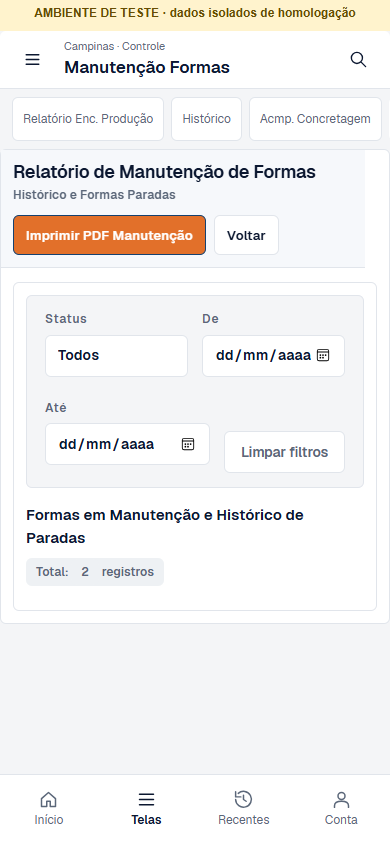 AMBIENTE DE TESTE · dados isolados de homologação
Campinas · Controle
Manutenção Formas
Relatório Enc. Produção
Histórico
Acmp. Concretagem
Relatório de Manutenção de Formas
Histórico e Formas Paradas
Imprimir PDF Manutenção
Voltar
Status
De
Todos
dd/mm/aaaa
Até
dd/mm/aaaa
Limpar filtros
Formas em Manutenção e Histórico de
Paradas
Total: 2 registros
Início
Telas
Recentes
Conta